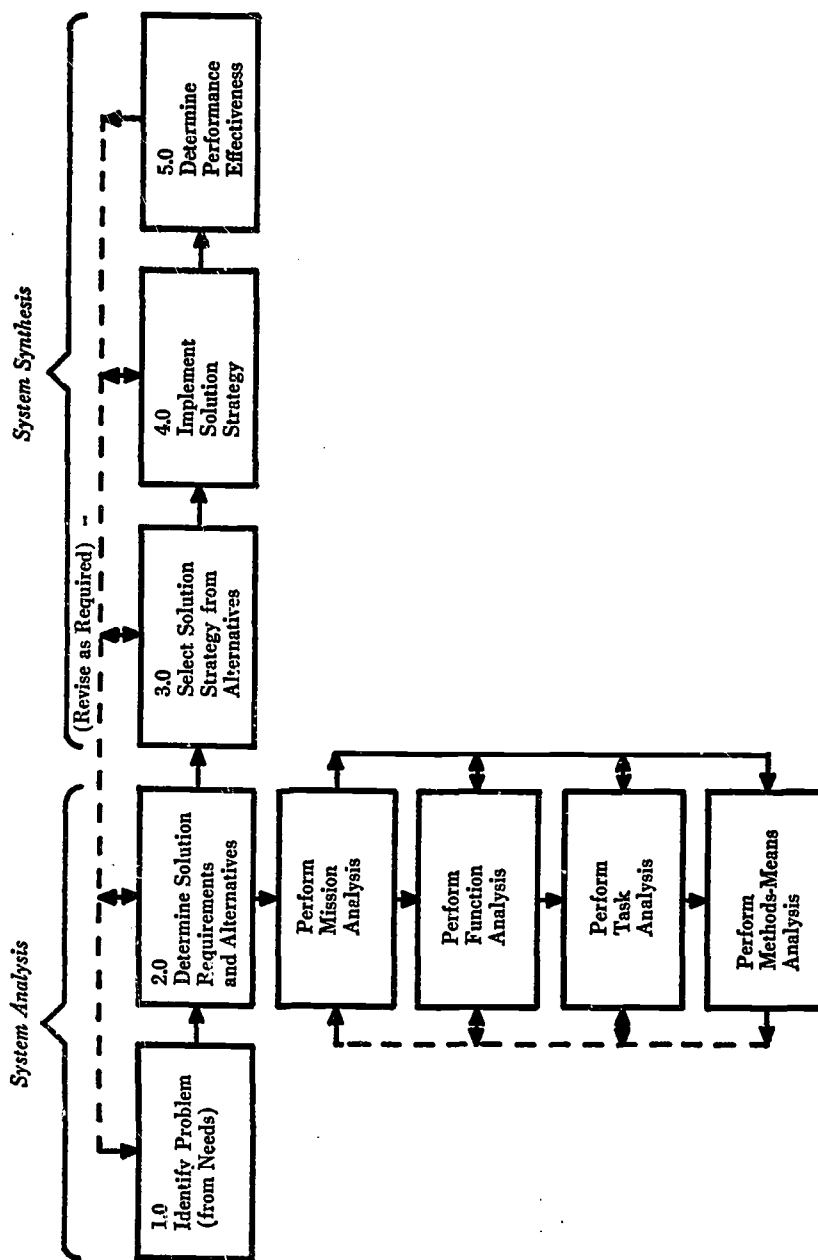 System Analysis
System Synthesis
(Revise as Required) --
1.0
Identify Problem
(from Needs)
2.0
Determine Solution
Requirements
and Alternatives
3.0
Select Solution
Strategy from
Alternatives
4.0
Implement
Solution
Strategy
5.0
Determine
Performance
Effectiveness
Perform
Mission
Analysis
Perform
Function
Analysis
Perform
Task
Analysis
Perform
Methods-Means
Analysis